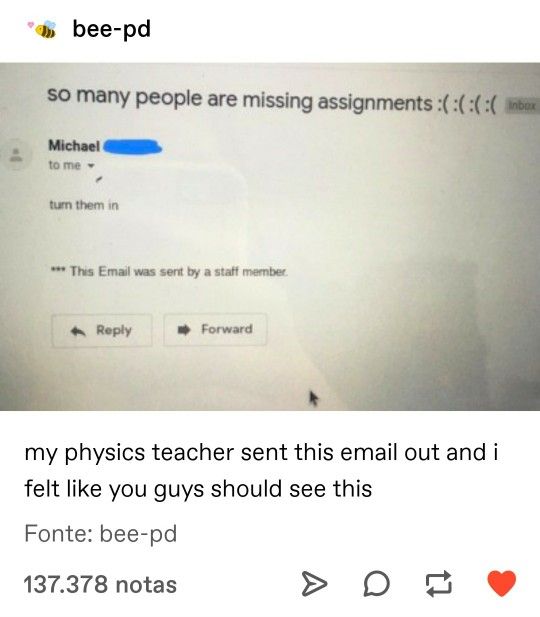 bee-pd
so many people are missing assignments :( :( :( :( Inbox
Michael
to me
turn them in
*** This Email was sent by a staff member.
Reply Forward
my physics teacher sent this email out and i
felt like you guys should see this
Fonte: bee-pd
137.378 notas